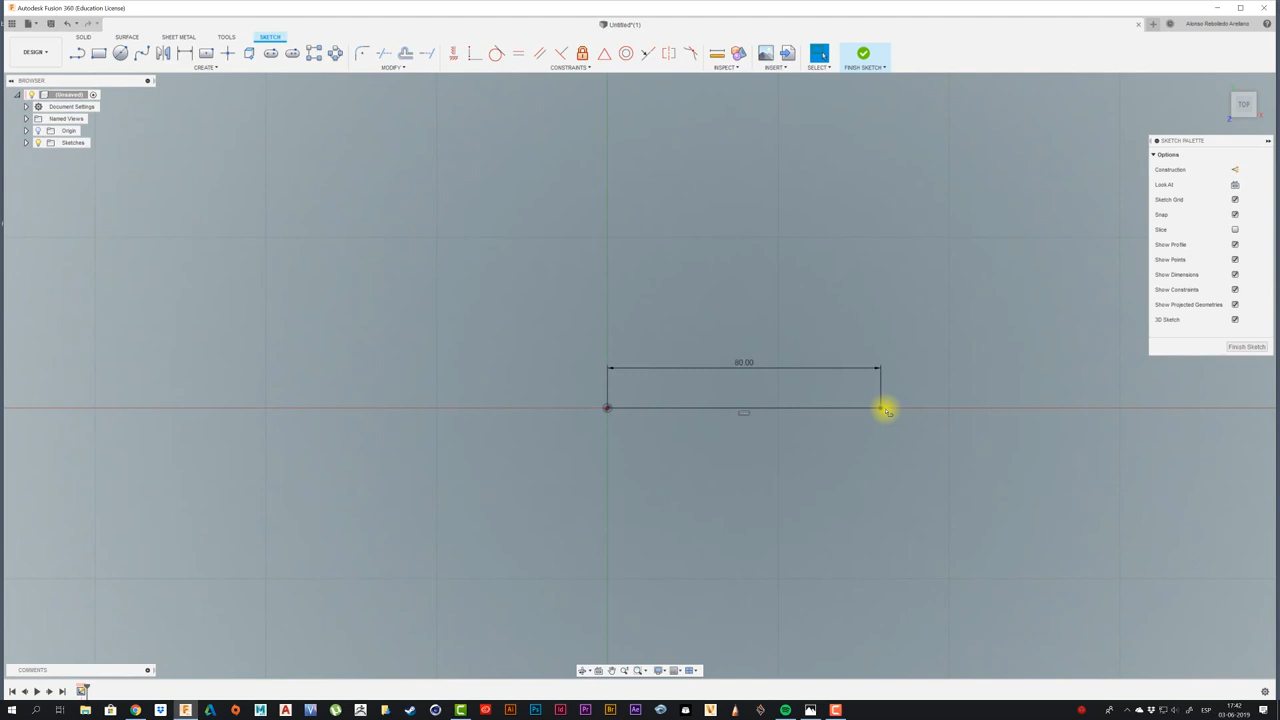 Autodesk Fusion 360 (Education License)
Untitled*(1)
Alonso Rebolledo Arellano
SOLID SURFACE SHEET METAL TOOLS SKETCH
DESIGN ▾
CREATE ▾ MODIFY ▾ CONSTRAINTS ▾ INSPECT ▾ INSERT ▾ SELECT ▾ FINISH SKETCH ▾
BROWSER
(Unsaved)
Document Settings
Named Views
Origin
Sketches
TOP
Z
X
SKETCH PALETTE
Options
Construction
Look At
Sketch Grid
Snap
Slice
Show Profile
Show Points
Show Dimensions
Show Constraints
Show Projected Geometries
3D Sketch
Finish Sketch
80.00
COMMENTS
ESP
17:42
03-06-2019